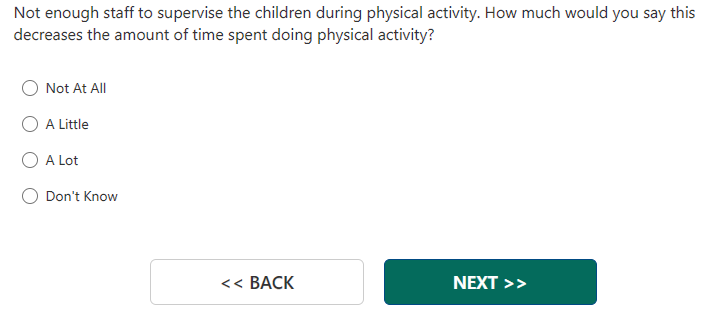 Not enough staff to supervise the children during physical activity. How much would you say this
decreases the amount of time spent doing physical activity?
Not At All
A Little
A Lot
Don't Know
<< BACK
NEXT >>